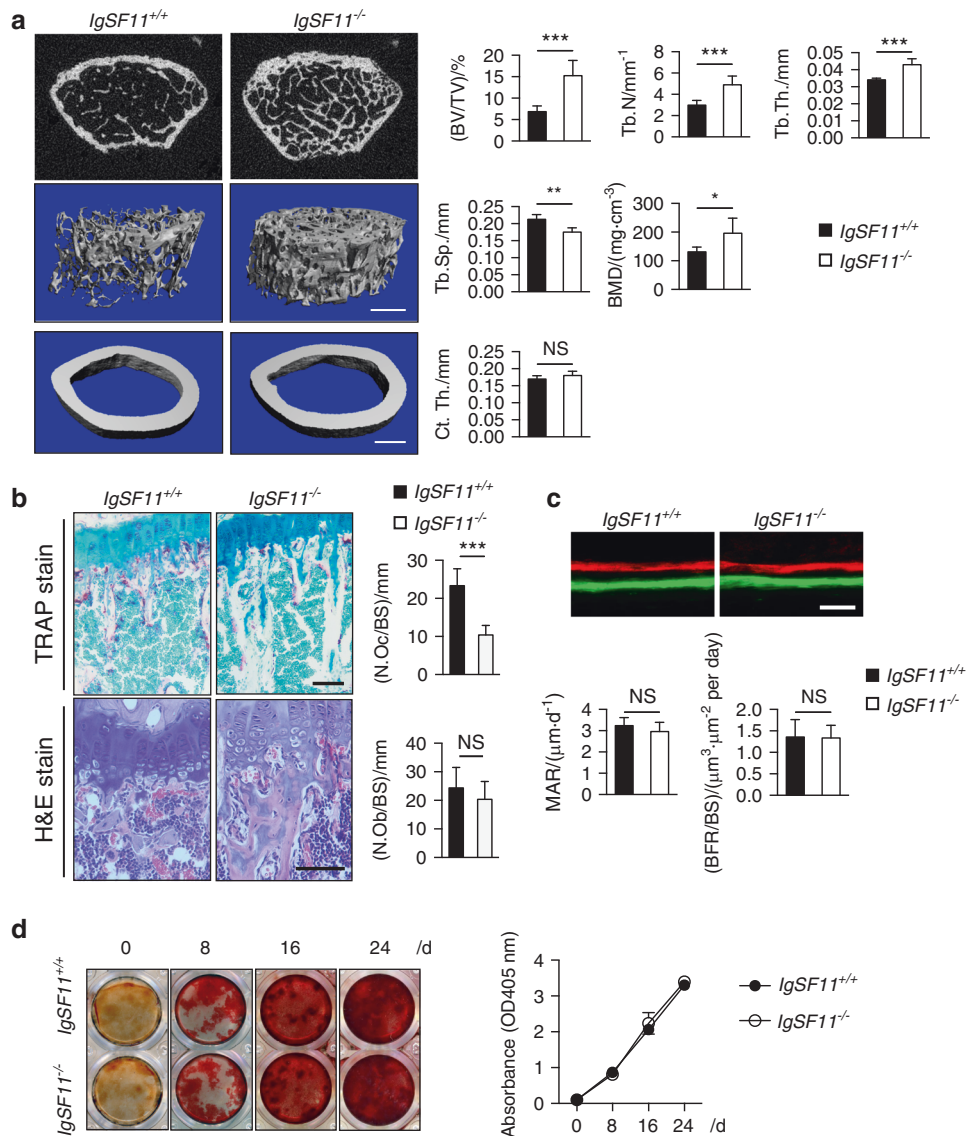 a
IgSF11+/+
IgSF11-/-
(BV/TV)/%
20
15
10
5
0
***
Tb.N/mm-1
8
6
4
2
0
***
Tb.Th./mm
0.05
0.04
0.03
0.02
0.01
0.00
***
Tb.Sp./mm
0.25
0.20
0.15
0.10
0.05
0.00
**
BMD/(mg·cm-3)
300
200
100
0
*
IgSF11+/+
IgSF11-/-
Ct. Th./mm
0.25
0.20
0.15
0.10
0.05
0.00
NS
b
IgSF11+/+
IgSF11-/-
TRAP stain
H&E stain
IgSF11+/+
IgSF11-/-
(N.Oc/BS)/mm
30
20
10
0
***
(N.Ob/BS)/mm
40
30
20
10
0
NS
c
IgSF11+/+
IgSF11-/-
MAR/(μm·d-1)
4
3
2
1
0
NS
(BFR/BS)/(μm3·μm-2 per day)
2.0
1.5
1.0
0.5
0.0
NS
IgSF11+/+
IgSF11-/-
d
0 8 16 24 /d
IgSF11+/+
IgSF11-/-
Absorbance (OD405 nm)
4
3
2
1
0
0 8 16 24 /d
IgSF11+/+
IgSF11-/-